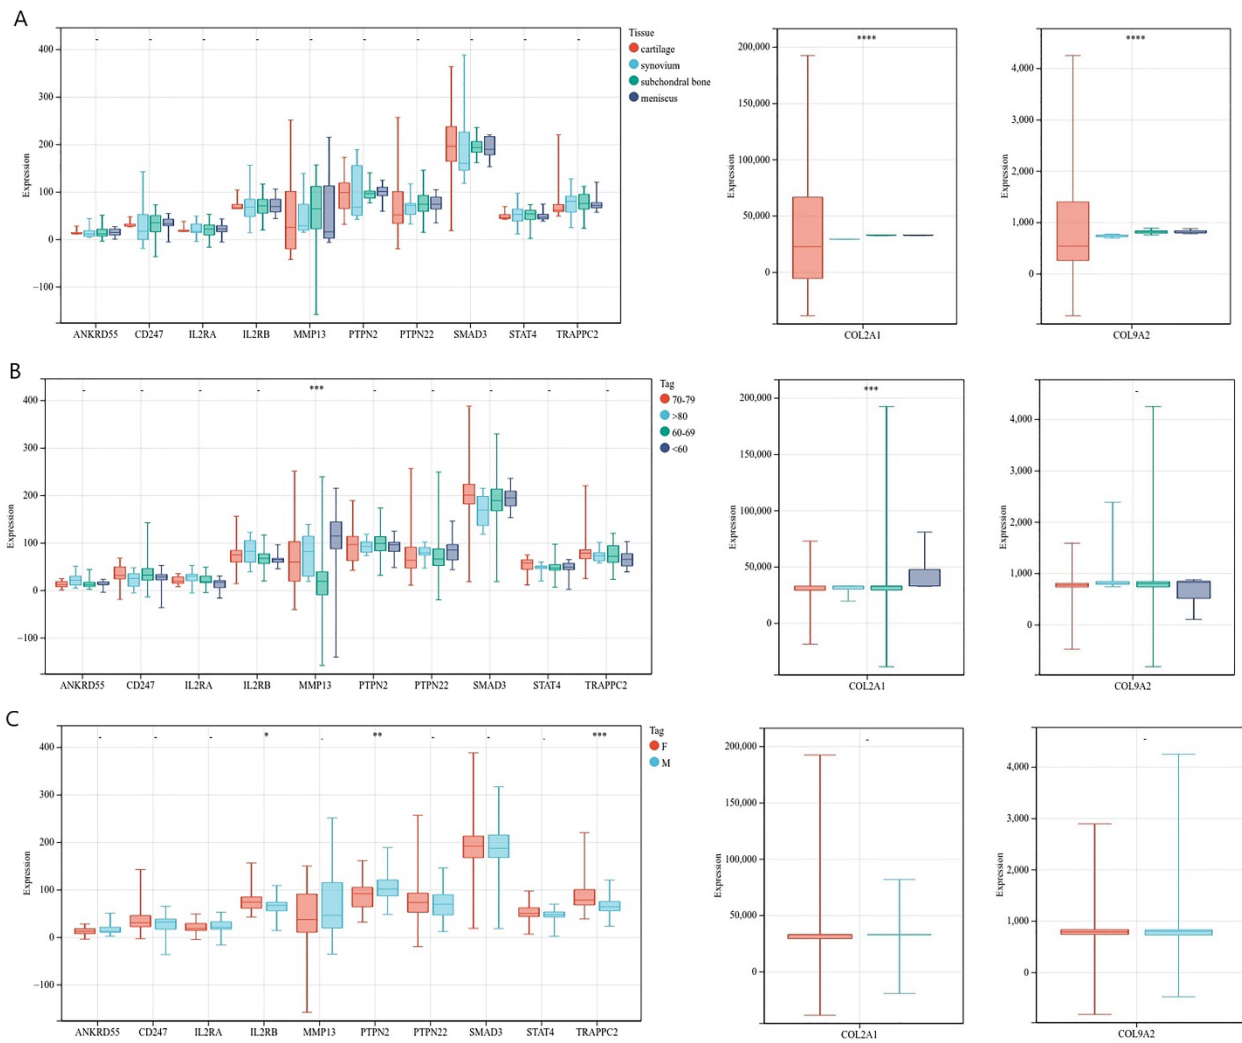 A
- - - - - - - - - -
Tissue
cartilage
synovium
subchondral bone
meniscus
400
300
200
100
0
−100
Expression
ANKRD55 CD247 IL2RA IL2RB MMP13 PTPN2 PTPN22 SMAD3 STAT4 TRAPPC2
****
200,000
150,000
100,000
50,000
0
Expression
COL2A1
****
4,000
3,000
2,000
1,000
0
Expression
COL9A2
B
- - - - *** - - - - -
Tag
70-79
>80
60-69
<60
400
300
200
100
0
−100
Expression
ANKRD55 CD247 IL2RA IL2RB MMP13 PTPN2 PTPN22 SMAD3 STAT4 TRAPPC2
***
200,000
150,000
100,000
50,000
0
Expression
COL2A1
-
4,000
3,000
2,000
1,000
0
Expression
COL9A2
C
- - - * - ** - - - ***
Tag
F
M
400
300
200
100
0
−100
Expression
ANKRD55 CD247 IL2RA IL2RB MMP13 PTPN2 PTPN22 SMAD3 STAT4 TRAPPC2
-
200,000
150,000
100,000
50,000
0
Expression
COL2A1
-
4,000
3,000
2,000
1,000
0
Expression
COL9A2